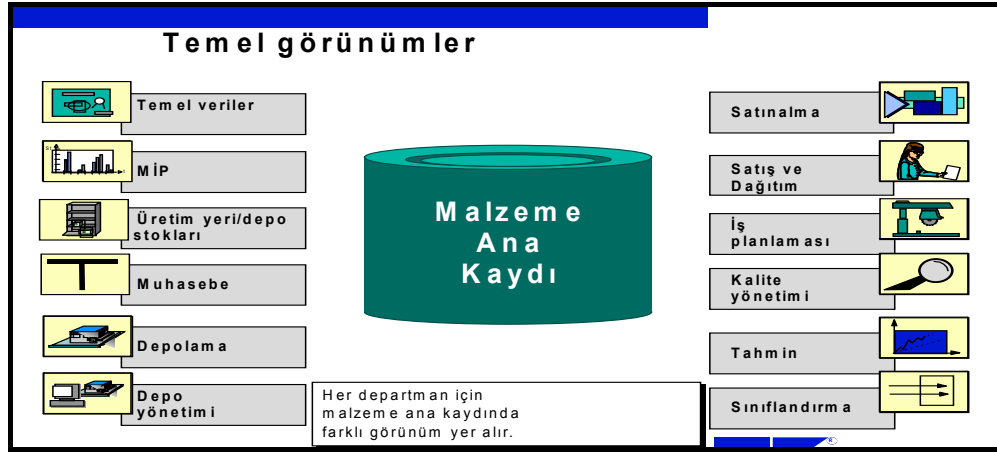 Temel görünümler
Temel veriler
MİP
Üretim yeri/depo
stokları
Muhasebe
Depolama
Depo
yönetimi
Malzeme
Ana
Kaydı
Her departman için
malzeme ana kaydında
farklı görünüm yer alır.
Satınalma
Satış ve
Dağıtım
İş
planlaması
Kalite
yönetimi
Tahmin
Sınıflandırma
®